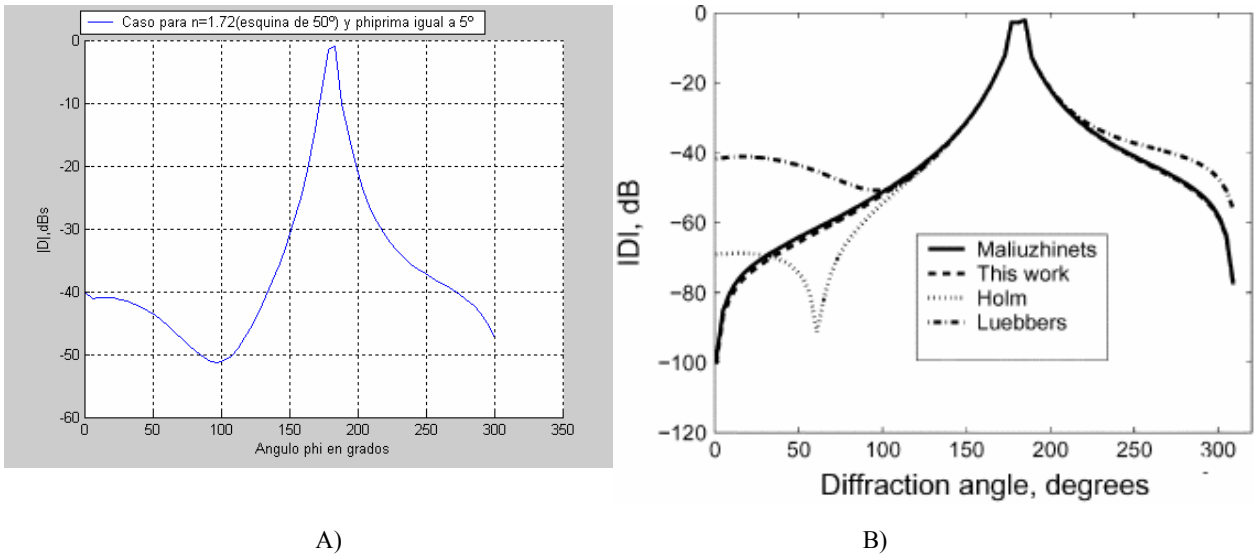 Caso para n=1.72(esquina de 50º) y phiprima igual a 5º
0
-10
-20
-30
-40
-50
-60
|D|,dBs
0 50 100 150 200 250 300 350
Angulo phi en grados
A)
0
−20
−40
−60
−80
−100
−120
|D|, dB
Maliuzhinets
This work
Holm
Luebbers
0 50 100 150 200 250 300
Diffraction angle, degrees
B)